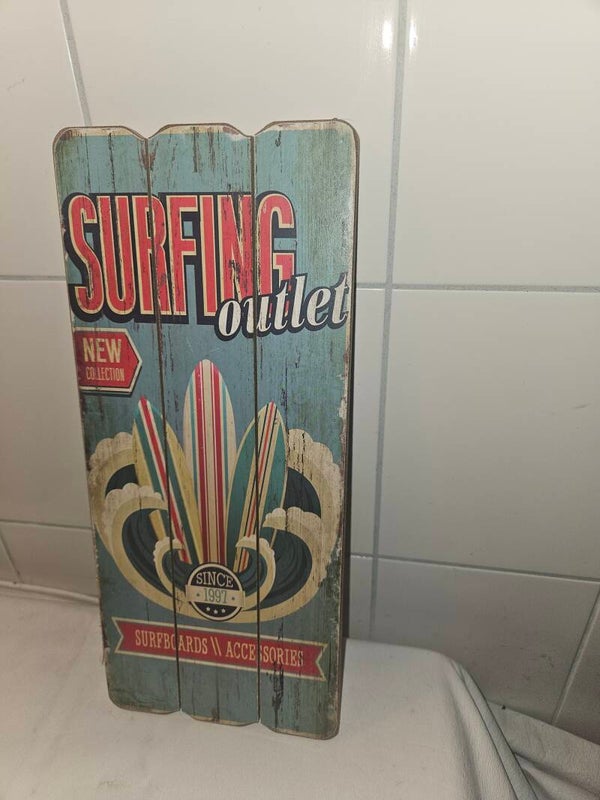 SURFING
outlet
NEW
COLLECTION
SINCE
1997
SURFBOARDS \\ ACCESSORIES